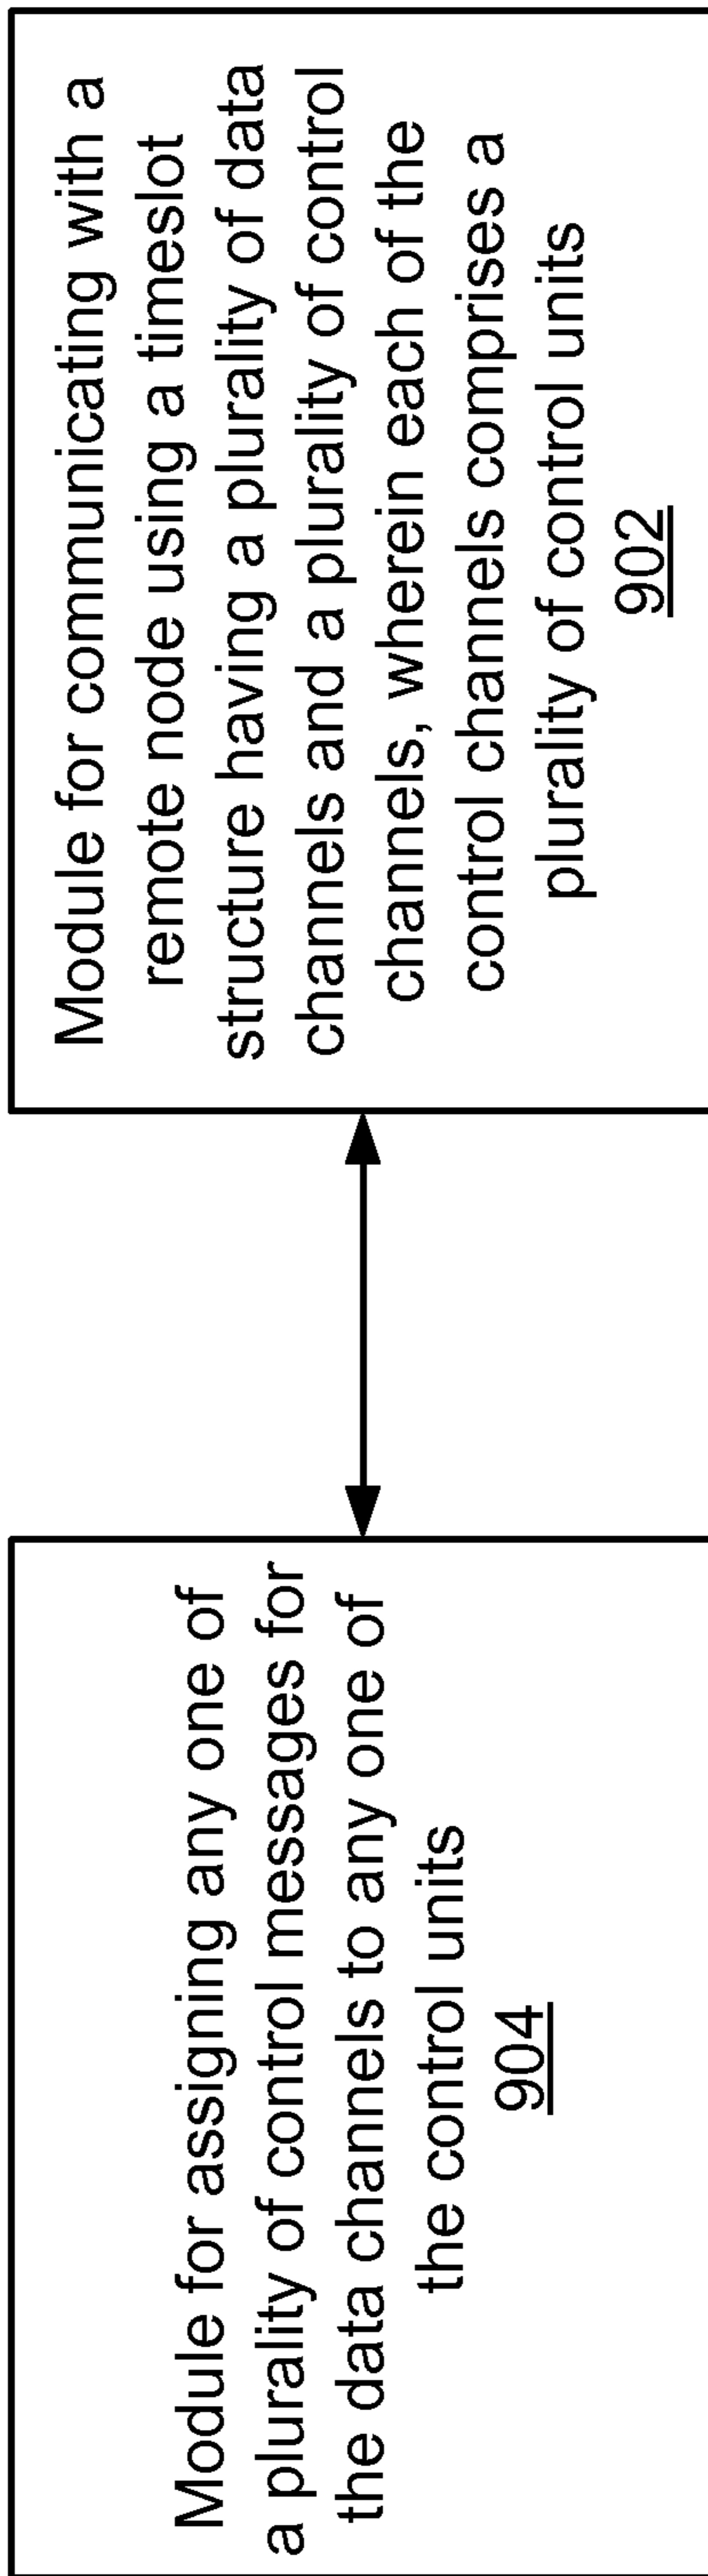 Module for assigning any one of
a plurality of control messages for
the data channels to any one of
the control units
904
Module for communicating with a
remote node using a timeslot
structure having a plurality of data
channels and a plurality of control
channels, wherein each of the
control channels comprises a
plurality of control units
902